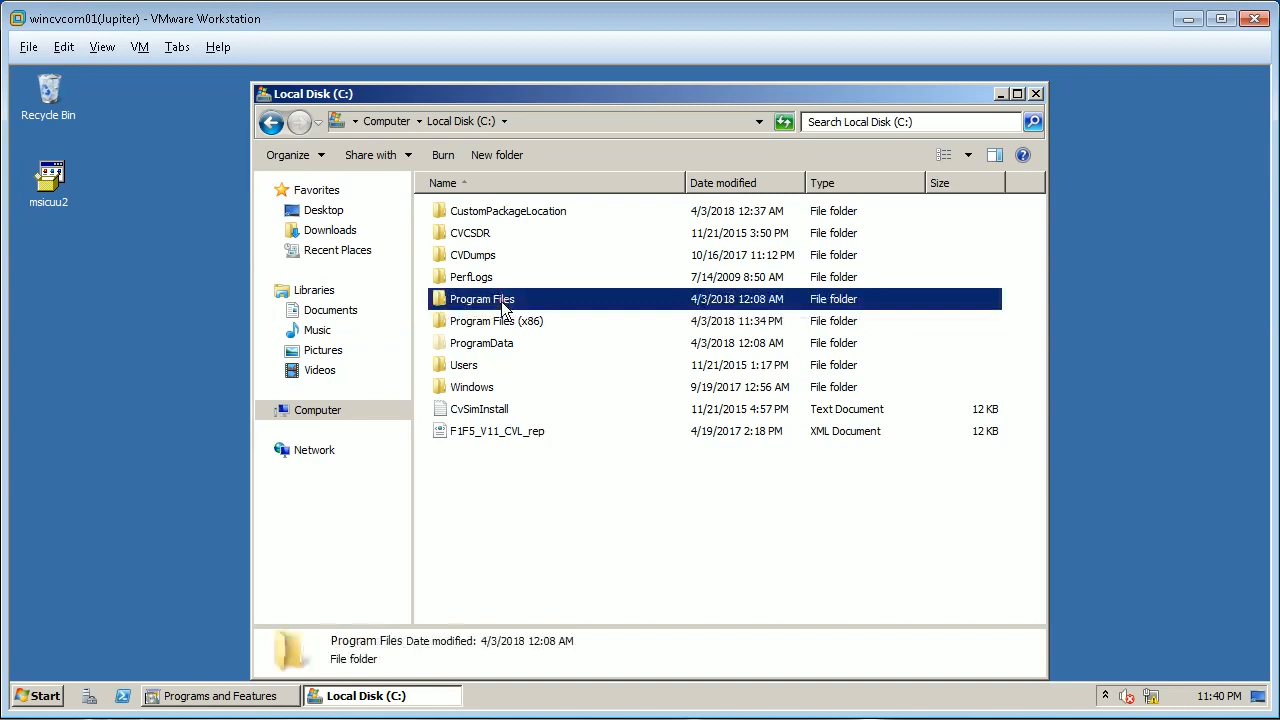 wincvcom01(Jupiter) - VMware Workstation
File Edit View VM Tabs Help
Recycle Bin
msicuu2
Local Disk (C:)
Computer Local Disk (C:)
Search Local Disk (C:)
Organize Share with Burn New folder
Name Date modified Type Size
Favorites
Desktop
Downloads
Recent Places
Libraries
Documents
Music
Pictures
Videos
Computer
Network
CustomPackageLocation 4/3/2018 12:37 AM File folder
CVCSDR 11/21/2015 3:50 PM File folder
CVDumps 10/16/2017 11:12 PM File folder
PerfLogs 7/14/2009 8:50 AM File folder
Program Files 4/3/2018 12:08 AM File folder
Program Files (x86) 4/3/2018 11:34 PM File folder
ProgramData 4/3/2018 12:08 AM File folder
Users 11/21/2015 1:17 PM File folder
Windows 9/19/2017 12:56 AM File folder
CvSimInstall 11/21/2015 4:57 PM Text Document 12 KB
F1F5_V11_CVL_rep 4/19/2017 2:18 PM XML Document 12 KB
Program Files Date modified: 4/3/2018 12:08 AM
File folder
Start Programs and Features Local Disk (C:) 11:40 PM